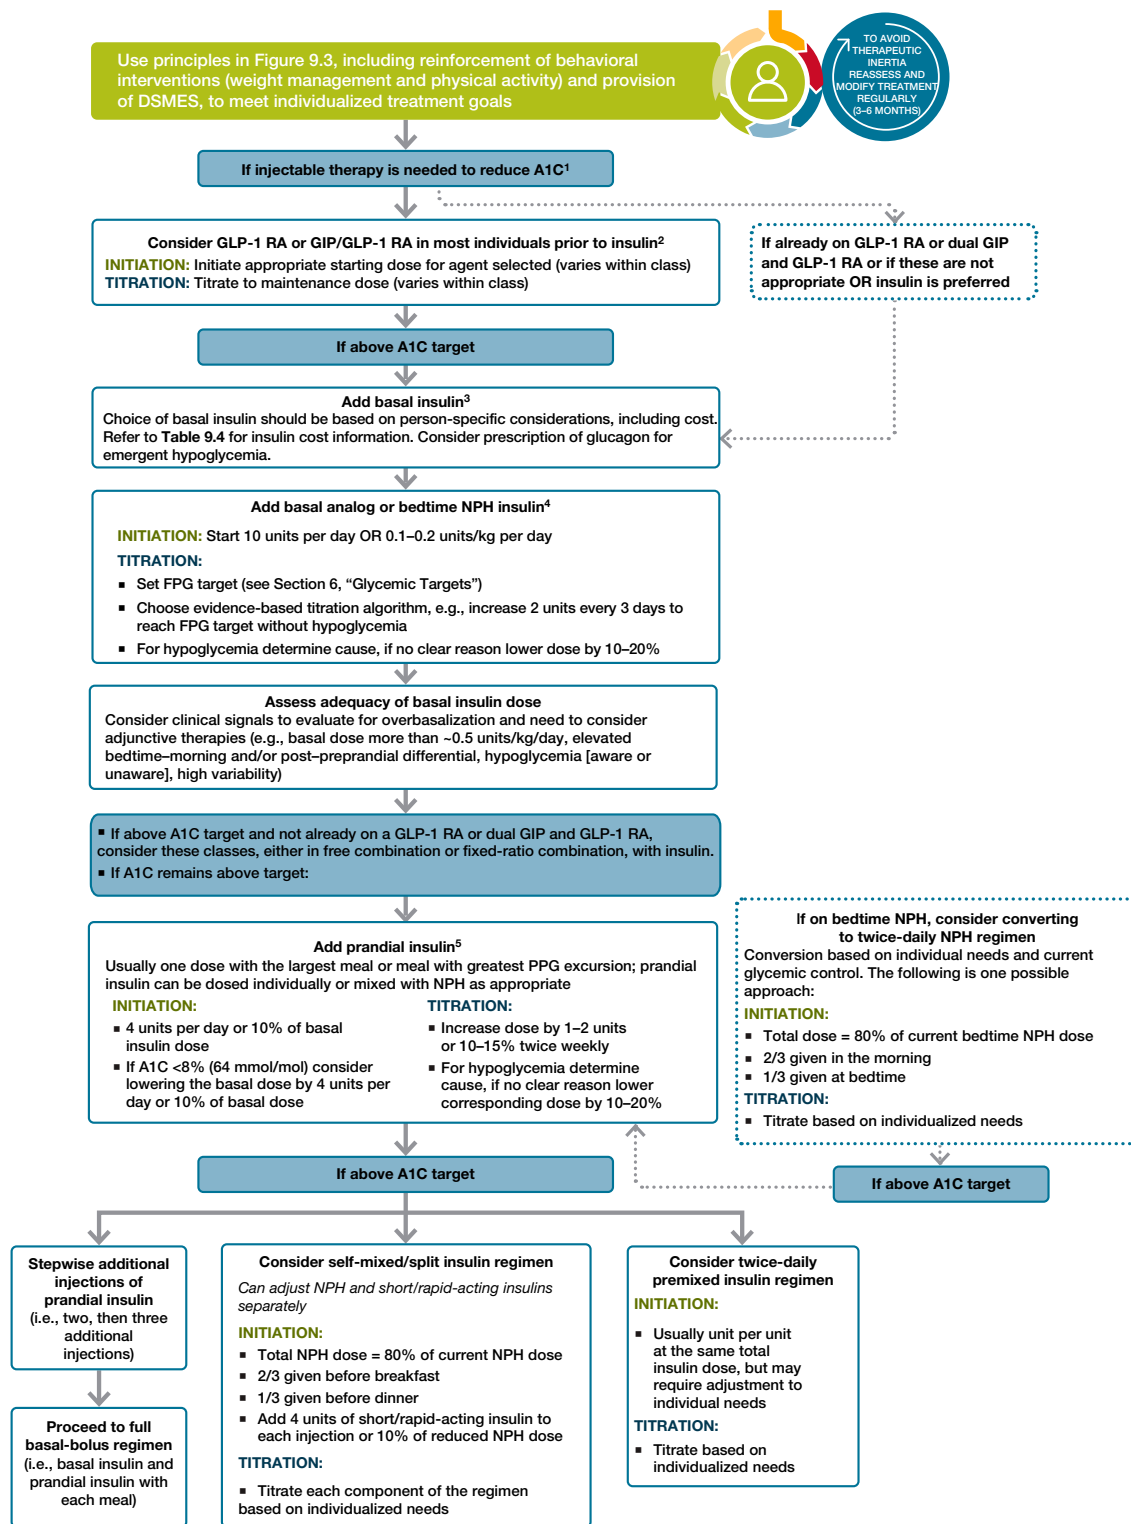 Use principles in Figure 9.3, including reinforcement of behavioral
interventions (weight management and physical activity) and provision
of DSMES, to meet individualized treatment goals
TO AVOID
THERAPEUTIC
INERTIA
REASSESS AND
MODIFY TREATMENT
REGULARLY
(3–6 MONTHS)
If injectable therapy is needed to reduce A1C¹
Consider GLP-1 RA or GIP/GLP-1 RA in most individuals prior to insulin²
INITIATION: Initiate appropriate starting dose for agent selected (varies within class)
TITRATION: Titrate to maintenance dose (varies within class)
If already on GLP-1 RA or dual GIP
and GLP-1 RA or if these are not
appropriate OR insulin is preferred
If above A1C target
Add basal insulin³
Choice of basal insulin should be based on person-specific considerations, including cost.
Refer to Table 9.4 for insulin cost information. Consider prescription of glucagon for
emergent hypoglycemia.
Add basal analog or bedtime NPH insulin⁴
INITIATION: Start 10 units per day OR 0.1–0.2 units/kg per day
TITRATION:
▪ Set FPG target (see Section 6, “Glycemic Targets”)
▪ Choose evidence-based titration algorithm, e.g., increase 2 units every 3 days to
reach FPG target without hypoglycemia
▪ For hypoglycemia determine cause, if no clear reason lower dose by 10–20%
Assess adequacy of basal insulin dose
Consider clinical signals to evaluate for overbasalization and need to consider
adjunctive therapies (e.g., basal dose more than ~0.5 units/kg/day, elevated
bedtime–morning and/or post–preprandial differential, hypoglycemia [aware or
unaware], high variability)
▪ If above A1C target and not already on a GLP-1 RA or dual GIP and GLP-1 RA,
consider these classes, either in free combination or fixed-ratio combination, with insulin.
▪ If A1C remains above target:
Add prandial insulin⁵
Usually one dose with the largest meal or meal with greatest PPG excursion; prandial
insulin can be dosed individually or mixed with NPH as appropriate
INITIATION:
▪ 4 units per day or 10% of basal
insulin dose
▪ If A1C <8% (64 mmol/mol) consider
lowering the basal dose by 4 units per
day or 10% of basal dose
TITRATION:
▪ Increase dose by 1–2 units
or 10–15% twice weekly
▪ For hypoglycemia determine
cause, if no clear reason lower
corresponding dose by 10–20%
If on bedtime NPH, consider converting
to twice-daily NPH regimen
Conversion based on individual needs and current
glycemic control. The following is one possible
approach:
INITIATION:
▪ Total dose = 80% of current bedtime NPH dose
▪ 2/3 given in the morning
▪ 1/3 given at bedtime
TITRATION:
▪ Titrate based on individualized needs
If above A1C target
If above A1C target
Stepwise additional
injections of
prandial insulin
(i.e., two, then three
additional
injections)
Proceed to full
basal-bolus regimen
(i.e., basal insulin and
prandial insulin with
each meal)
Consider self-mixed/split insulin regimen
Can adjust NPH and short/rapid-acting insulins
separately
INITIATION:
▪ Total NPH dose = 80% of current NPH dose
▪ 2/3 given before breakfast
▪ 1/3 given before dinner
▪ Add 4 units of short/rapid-acting insulin to
each injection or 10% of reduced NPH dose
TITRATION:
▪ Titrate each component of the regimen
based on individualized needs
Consider twice-daily
premixed insulin regimen
INITIATION:
▪ Usually unit per unit
at the same total
insulin dose, but may
require adjustment to
individual needs
TITRATION:
▪ Titrate based on
individualized needs